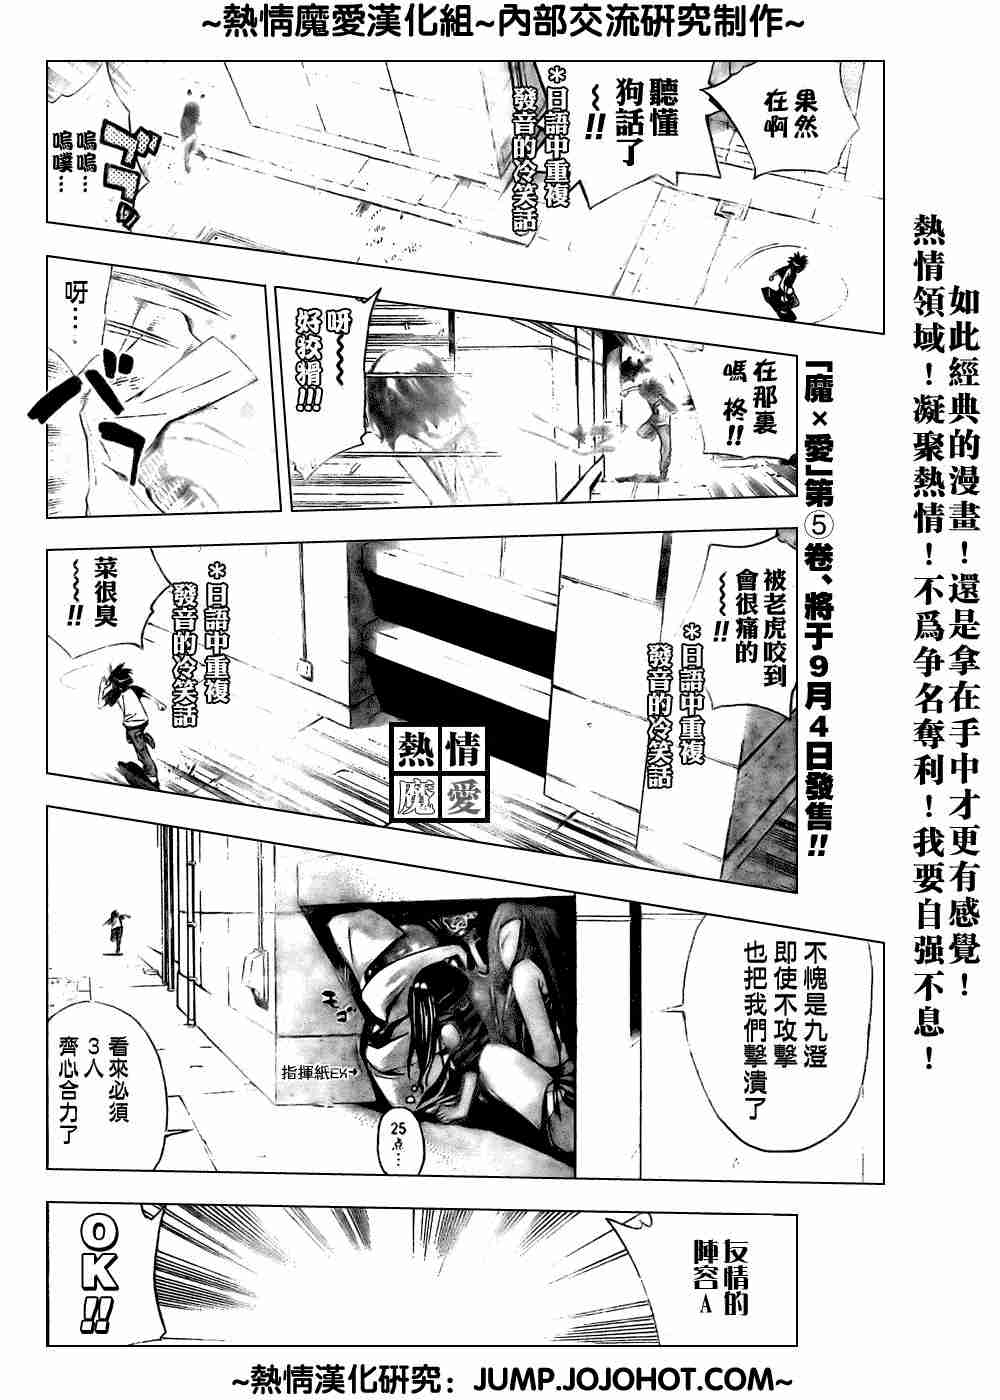 ~熱情魔愛漢化組~內部交流研究制作~
果然
在啊
聽懂
狗話了
~~!!
*日語中重複
發音的冷笑話
嗚嗚…
嗚噗…
如此經典的漫畫！還是拿在手中才更有感覺！
熱情領域！凝聚熱情！不爲争名奪利！我要自强不息！
在那裏
嗎 柊!!
呀~~
好狡猾!!!
呀…
「魔×愛」第⑤卷、將于9月4日發售!!
被老虎咬到
會很痛的
~~!!
*日語中重複
發音的冷笑話
*日語中重複
發音的冷笑話
菜很臭
~~!!
熱情
魔愛
不愧是九澄
即使不攻擊
也把我們擊潰了
指揮紙EX→
25
点…
看來必須
3人
齊心合力了
友情的
陣容A
OK!!
~熱情漢化研究：JUMP.JOJOHOT.COM~